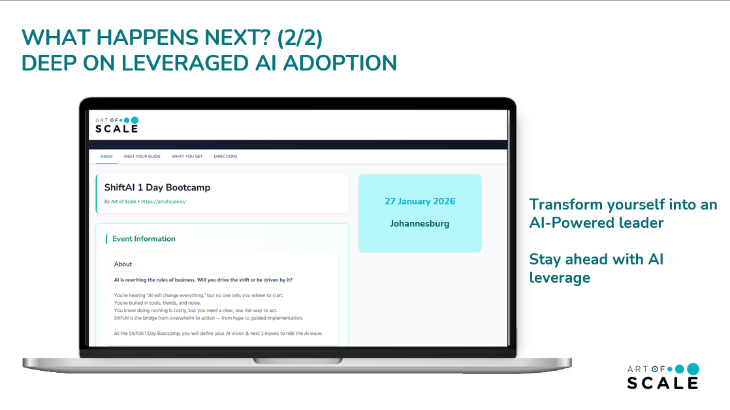 WHAT HAPPENS NEXT? (2/2)
DEEP ON LEVERAGED AI ADOPTION
ART OF
SCALE
About
MEET YOUR GUIDE
WHAT YOU GET
DIRECTIONS
ShiftAI 1 Day Bootcamp
By Art of Scale • https://artofscale.io/
27 January 2026
Johannesburg
Event Information
About
AI is rewriting the rules of business. Will you drive the shift or be driven by it?
You're hearing "AI will change everything," but no one tells you where to start.
You're buried in tools, trends, and noise.
You know doing nothing is costly, but you need a clear, low risk way to act.
ShiftAI is the bridge from overwhelm to action — from hype to guided implementation.
At the ShiftAI 1 Day Bootcamp, you will define your AI vision & next 3 moves to ride the AI wave.
Transform yourself into an
AI-Powered leader
Stay ahead with AI
leverage
ART OF
SCALE